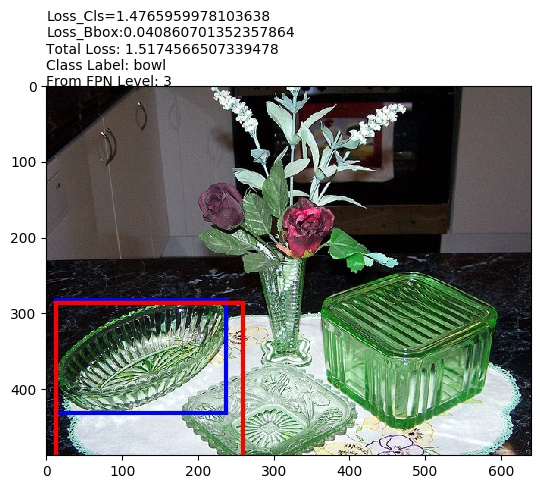 Loss_Cls=1.4765959978103638
Loss_Bbox:0.040860701352357864
Total Loss: 1.5174566507339478
Class Label: bowl
From FPN Level: 3
0
100
200
300
400
0 100 200 300 400 500 600